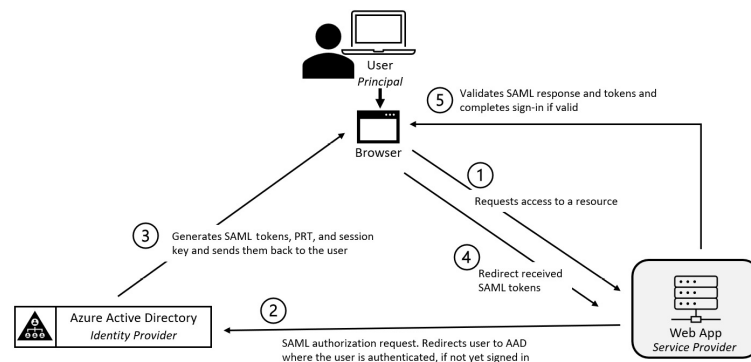 User
Principal
5
Validates SAML response and tokens and
completes sign-in if valid
Browser
1
Requests access to a resource
3
Generates SAML tokens, PRT, and session
key and sends them back to the user
4
Redirect received
SAML tokens
Azure Active Directory
Identity Provider
2
Web App
Service Provider
SAML authorization request. Redirects user to AAD
where the user is authenticated, if not yet signed in